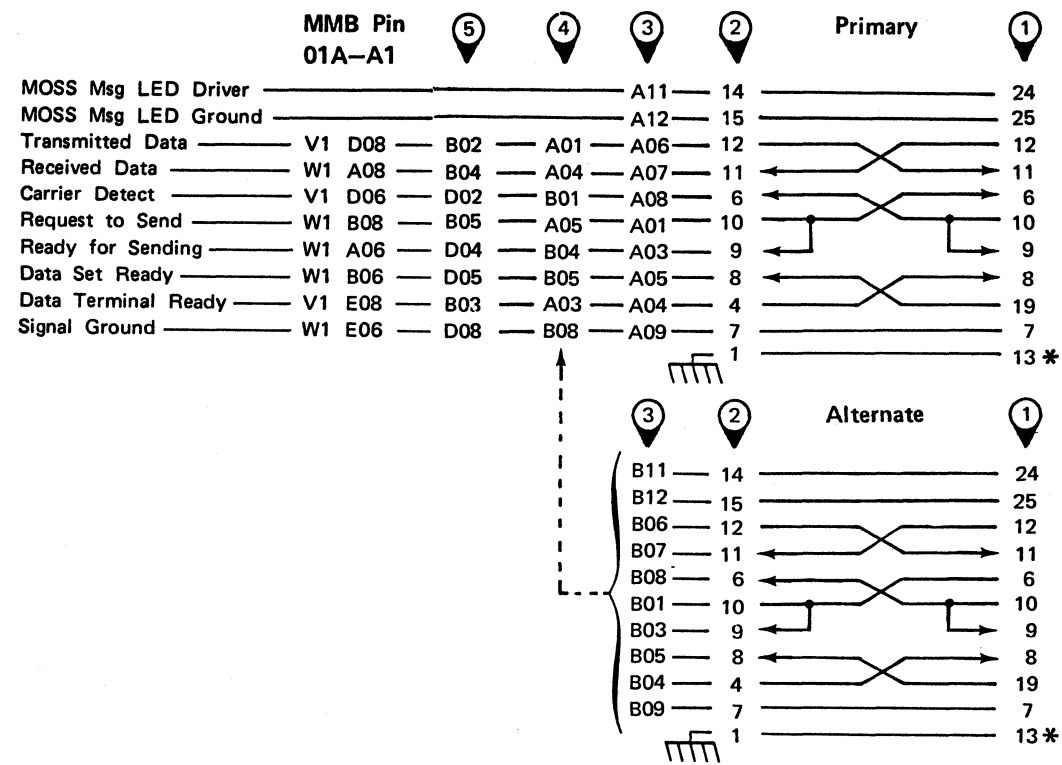 MMB Pin 5 4 3 2 Primary 1
01A—A1
MOSS Msg LED Driver A11 14 24
MOSS Msg LED Ground A12 15 25
Transmitted Data V1 D08 B02 A01 A06 12 12
Received Data W1 A08 B04 A04 A07 11 11
Carrier Detect V1 D06 D02 B01 A08 6 6
Request to Send W1 B08 B05 A05 A01 10 10
Ready for Sending W1 A06 D04 B04 A03 9 9
Data Set Ready W1 B06 D05 B05 A05 8 8
Data Terminal Ready V1 E08 B03 A03 A04 4 19
Signal Ground W1 E06 D08 B08 A09 7 7
1 13 *
3 2 Alternate 1
B11 14 24
B12 15 25
B06 12 12
B07 11 11
B08 6 6
B01 10 10
B03 9 9
B05 8 8
B04 4 19
B09 7 7
1 13 *